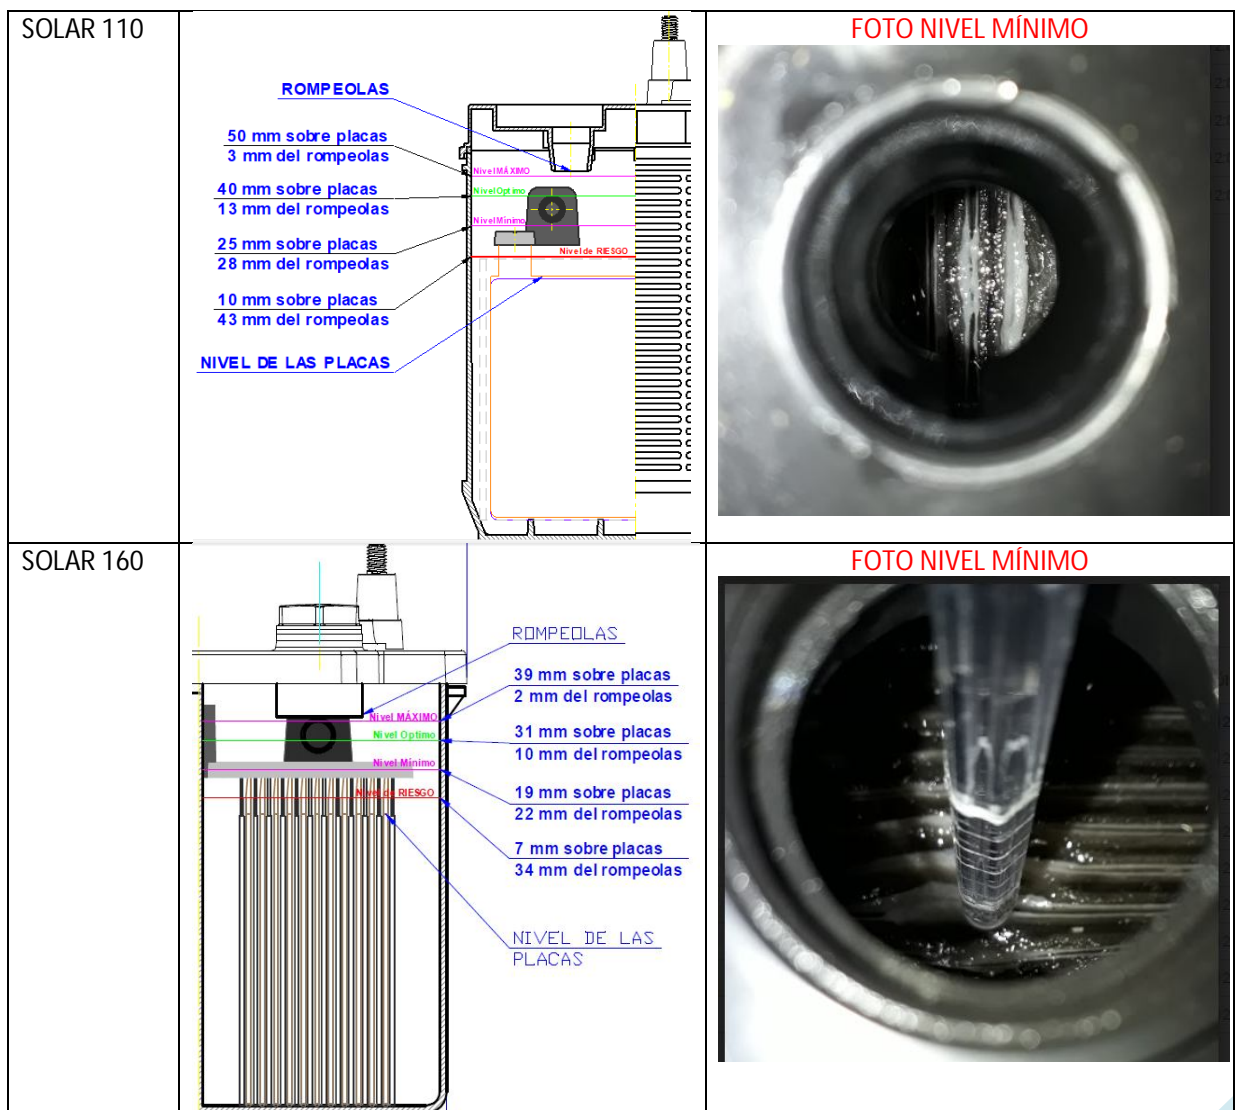 SOLAR 110
FOTO NIVEL MÍNIMO
ROMPEOLAS
50 mm sobre placas
3 mm del rompeolas
40 mm sobre placas
13 mm del rompeolas
25 mm sobre placas
28 mm del rompeolas
10 mm sobre placas
43 mm del rompeolas
NIVEL DE LAS PLACAS
Nivel MÁXIMO
Nivel Optimo
Nivel Mínimo
Nivel de RIESGO
SOLAR 160
FOTO NIVEL MÍNIMO
ROMPEOLAS
39 mm sobre placas
2 mm del rompeolas
31 mm sobre placas
10 mm del rompeolas
19 mm sobre placas
22 mm del rompeolas
7 mm sobre placas
34 mm del rompeolas
NIVEL DE LAS
PLACAS
Nivel MÁXIMO
Nivel Optimo
Nivel Mínimo
Nivel de RIESGO